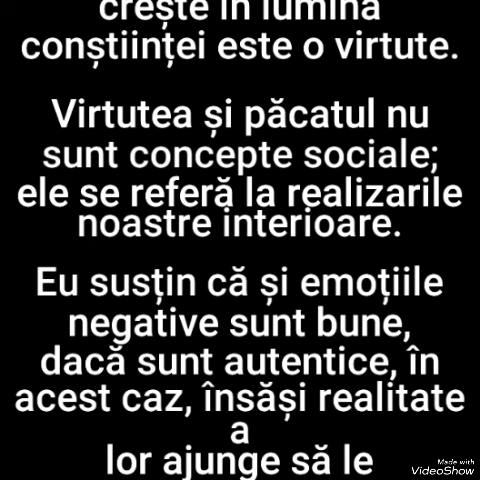 crește în lumina
conștiinței este o virtute.
Virtutea și păcatul nu
sunt concepte sociale;
ele se referă la realizarile
noastre interioare.
Eu susțin că și emoțiile
negative sunt bune,
dacă sunt autentice, în
acest caz, însăși realitate
a
lor ajunge să le
Made with
VideoShow